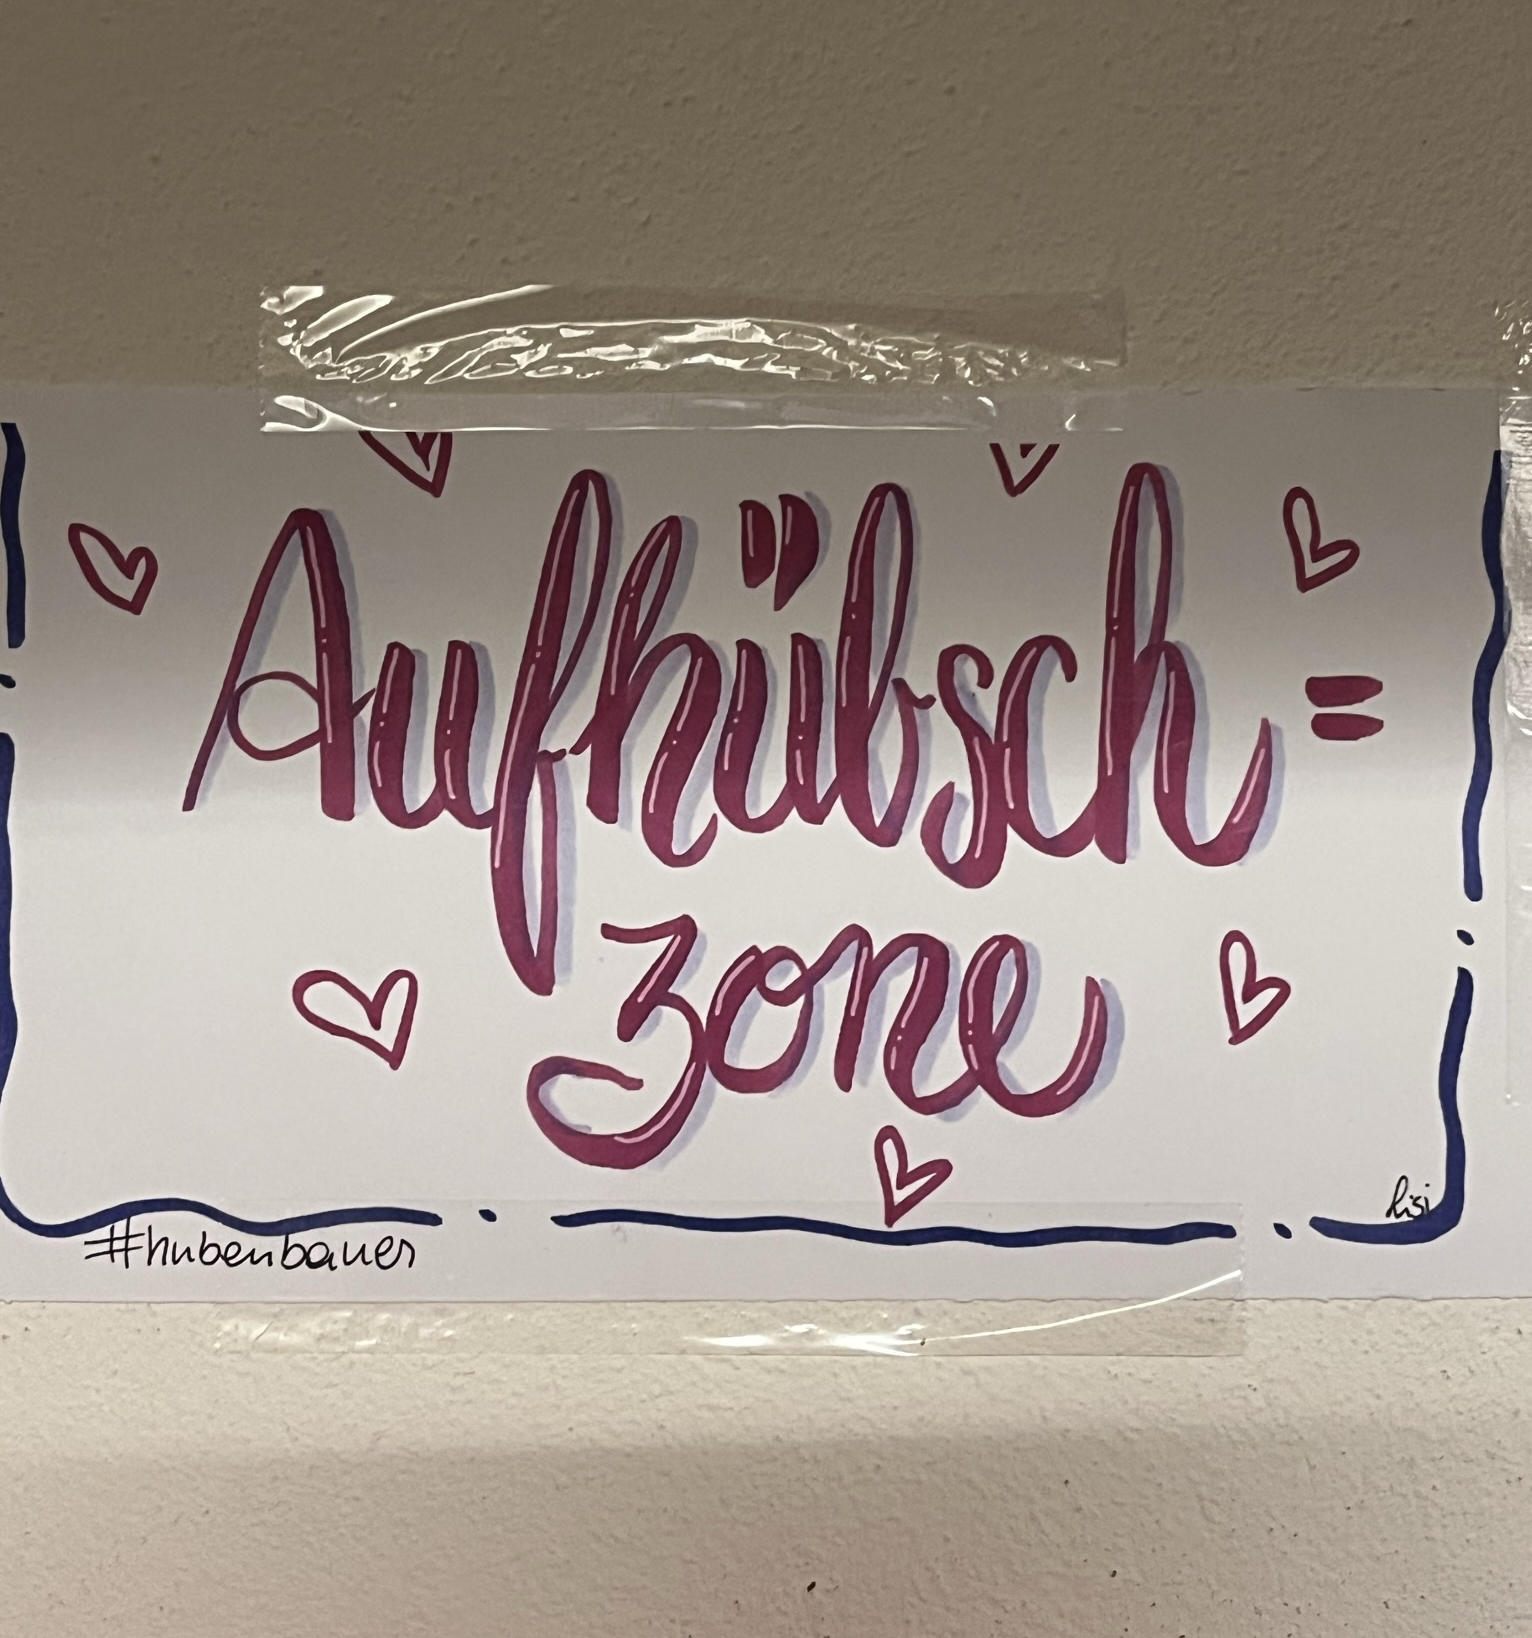 Aufhübsch=
zone
#hubenbauer
lisi